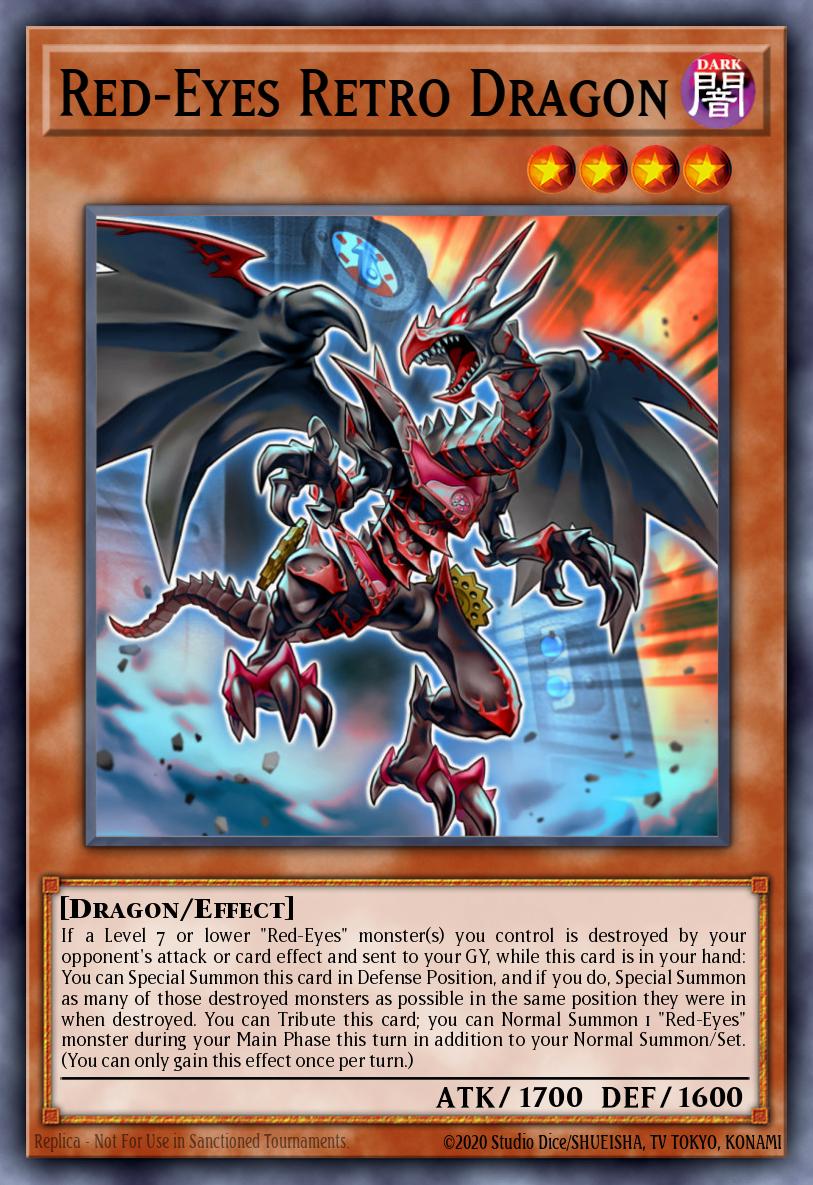 Red-Eyes Retro Dragon
DARK
闇
[Dragon/Effect]
If a Level 7 or lower "Red-Eyes" monster(s) you control is destroyed by your
opponent's attack or card effect and sent to your GY, while this card is in your hand:
You can Special Summon this card in Defense Position, and if you do, Special Summon
as many of those destroyed monsters as possible in the same position they were in
when destroyed. You can Tribute this card; you can Normal Summon 1 "Red-Eyes"
monster during your Main Phase this turn in addition to your Normal Summon/Set.
(You can only gain this effect once per turn.)
ATK/ 1700 DEF/ 1600
Replica - Not For Use in Sanctioned Tournaments.
©2020 Studio Dice/SHUEISHA, TV TOKYO, KONAMI